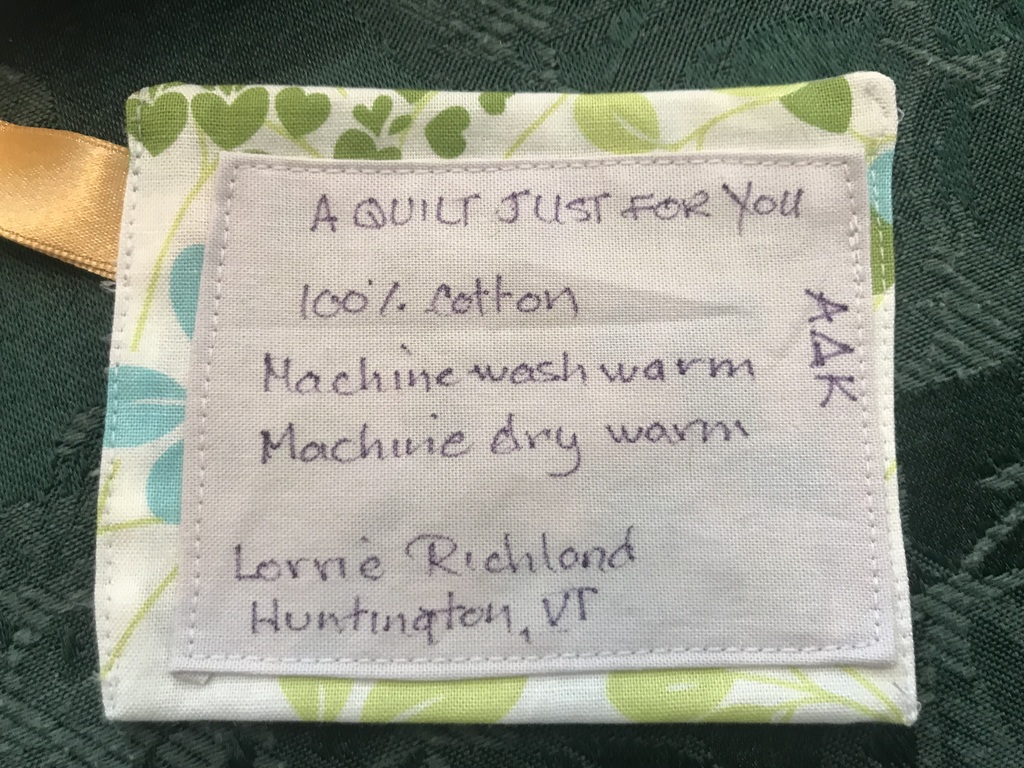 A QUILT JUST FOR YOU
100% cotton
Machine wash warm
Machine dry warm
ΑΔΚ
Lorrie Richland
Huntington, VT